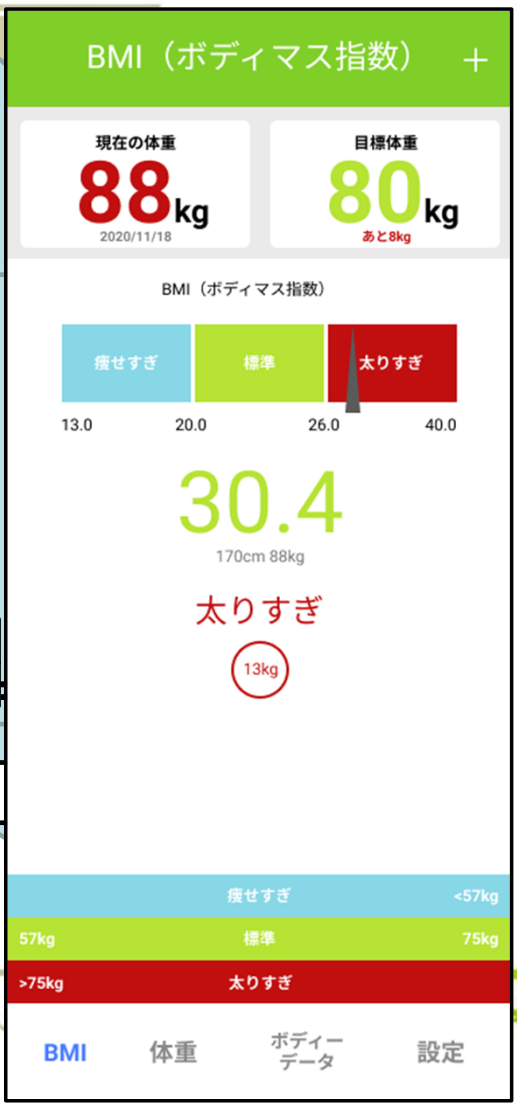 BMI（ボディマス指数） +
現在の体重
88kg
2020/11/18
目標体重
80kg
あと8kg
BMI（ボディマス指数）
痩せすぎ 標準 太りすぎ
13.0 20.0 26.0 40.0
30.4
170cm 88kg
太りすぎ
13kg
痩せすぎ <57kg
57kg 標準 75kg
>75kg 太りすぎ
BMI 体重 ボディー
データ 設定